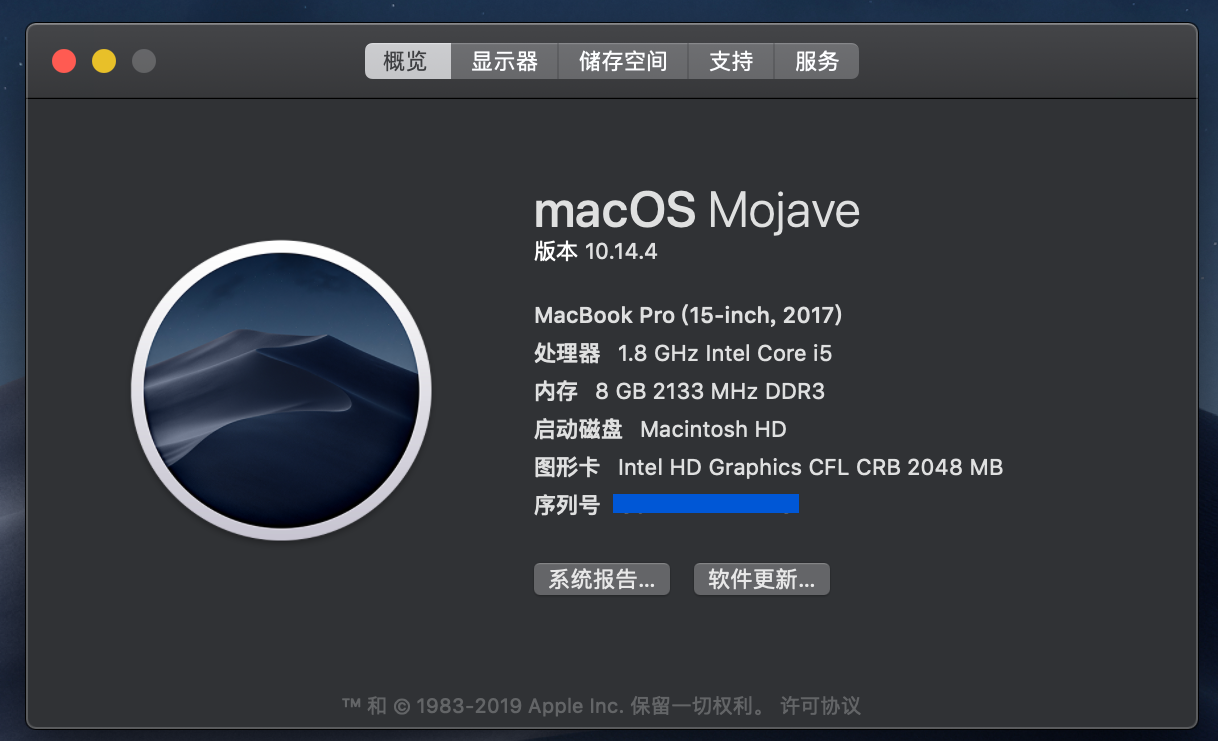 概览 显示器 储存空间 支持 服务
macOS Mojave
版本 10.14.4
MacBook Pro (15-inch, 2017)
处理器 1.8 GHz Intel Core i5
内存 8 GB 2133 MHz DDR3
启动磁盘 Macintosh HD
图形卡 Intel HD Graphics CFL CRB 2048 MB
序列号
系统报告... 软件更新...
™ 和 © 1983-2019 Apple Inc. 保留一切权利。 许可协议